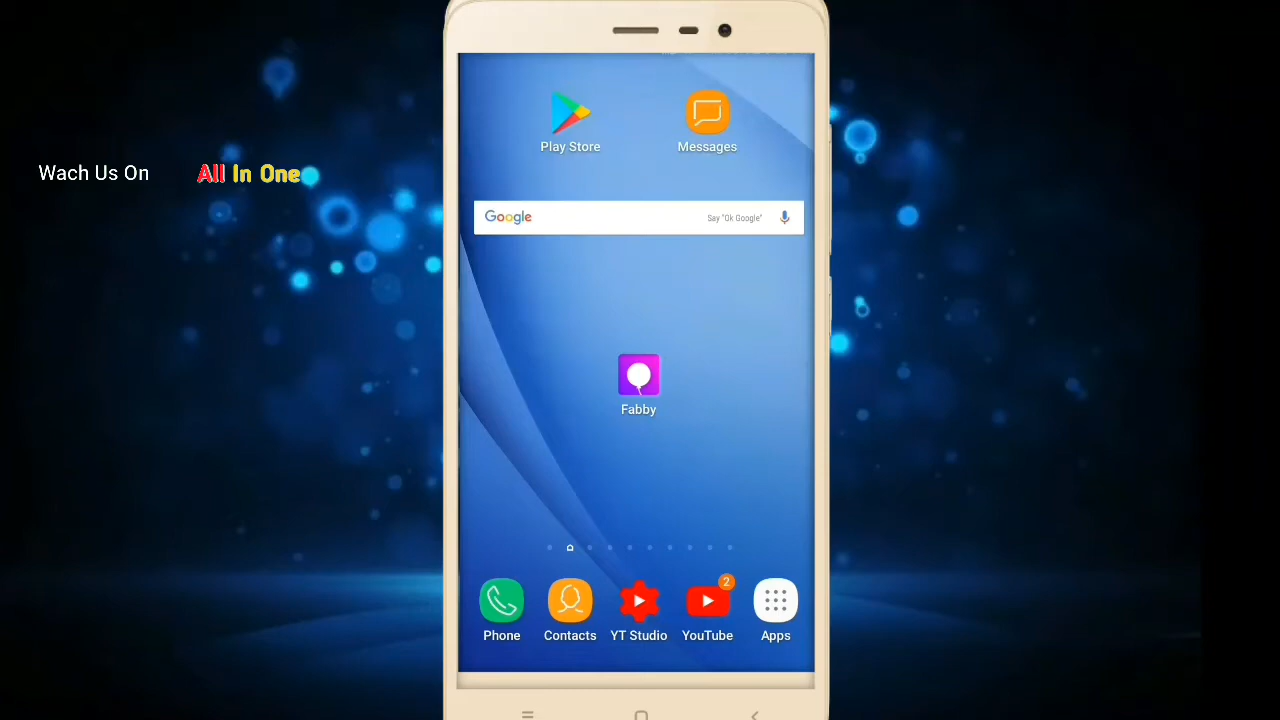 Play Store
Messages
Wach Us On All In One
Google Say "Ok Google"
Fabby
2
Phone Contacts YT Studio YouTube Apps